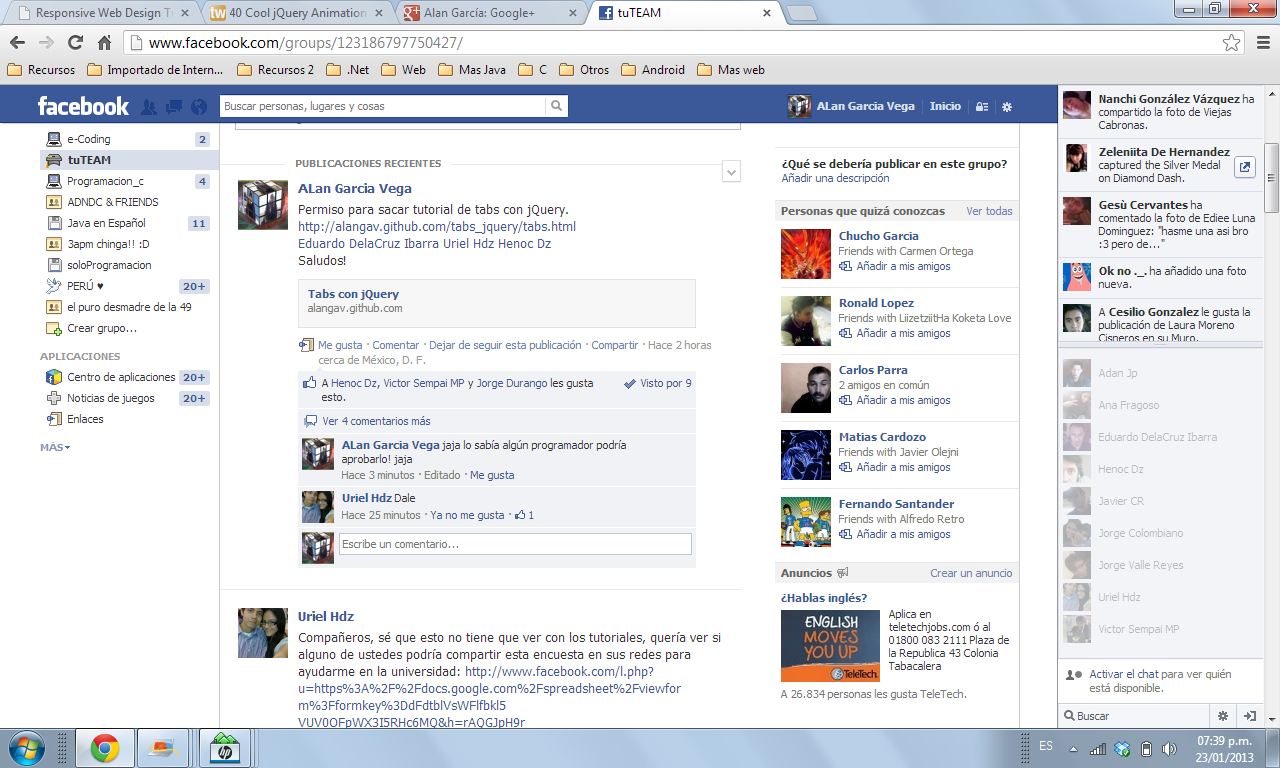 Responsive Web Design T
40 Cool jQuery Animation
Alan García: Google+
tuTEAM
www.facebook.com/groups/123186797750427/
Recursos
Importado de Intern...
Recursos 2
.Net
Web
Mas Java
C
Otros
Android
Mas web
facebook
Buscar personas, lugares y cosas
ALan Garcia Vega
Inicio
e-Coding 2
tuTEAM
Programacion_c 4
ADNDC & FRIENDS
Java en Español 11
3apm chinga!! :D
soloProgramacion
PERÚ ♥ 20+
el puro desmadre de la 49
Crear grupo...
APLICACIONES
Centro de aplicaciones 20+
Noticias de juegos 20+
Enlaces
MÁS
PUBLICACIONES RECIENTES
ALan Garcia Vega
Permiso para sacar tutorial de tabs con jQuery.
http://alangav.github.com/tabs_jquery/tabs.html
Eduardo DelaCruz Ibarra Uriel Hdz Henoc Dz
Saludos!
Tabs con jQuery
alangav.github.com
Me gusta · Comentar · Dejar de seguir esta publicación · Compartir · Hace 2 horas
cerca de México, D. F.
A Henoc Dz, Victor Sempai MP y Jorge Durango les gusta
esto.
Visto por 9
Ver 4 comentarios más
ALan Garcia Vega jaja lo sabía algún programador podría
aprobarlo! jaja
Hace 3 minutos · Editado · Me gusta
Uriel Hdz Dale
Hace 25 minutos · Ya no me gusta · 1
Escribe un comentario...
Uriel Hdz
Compañeros, sé que esto no tiene que ver con los tutoriales, quería ver si
alguno de ustedes podría compartir esta encuesta en sus redes para
ayudarme en la universidad: http://www.facebook.com/l.php?
u=https%3A%2F%2Fdocs.google.com%2Fspreadsheet%2Fviewfor
m%3Fformkey%3DdFdtblVsWFlfbkl5
VUV0OFpWX3I5RHc6MQ&h=rAQGJpH9r
¿Qué se debería publicar en este grupo?
Añadir una descripción
Personas que quizá conozcas Ver todas
Chucho Garcia
Friends with Carmen Ortega
Añadir a mis amigos
Ronald Lopez
Friends with LiizetziitHa Koketa Love
Añadir a mis amigos
Carlos Parra
2 amigos en común
Añadir a mis amigos
Matias Cardozo
Friends with Javier Olejni
Añadir a mis amigos
Fernando Santander
Friends with Alfredo Retro
Añadir a mis amigos
Anuncios Crear un anuncio
¿Hablas inglés?
ENGLISH
MOVES
YOU UP
TeleTech.
Aplica en
teletechjobs.com ó al
01800 083 2111 Plaza de
la Republica 43 Colonia
Tabacalera
A 26.834 personas les gusta TeleTech.
Nanchi González Vázquez ha
compartido la foto de Viejas
Cabronas.
Zeleniita De Hernandez
captured the Silver Medal
on Diamond Dash.
Gesù Cervantes ha
comentado la foto de Ediee Luna
Dominguez: "hasme una asi bro
:3 pero de..."
Ok no ._. ha añadido una foto
nueva.
A Cesilio Gonzalez le gusta la
publicación de Laura Moreno
Cisneros en su Muro.
Adan Jp
Ana Fragoso
Eduardo DelaCruz Ibarra
Henoc Dz
Javier CR
Jorge Colombiano
Jorge Valle Reyes
Uriel Hdz
Victor Sempai MP
Activar el chat para ver quién
está disponible.
Buscar
ES
07:39 p.m.
23/01/2013